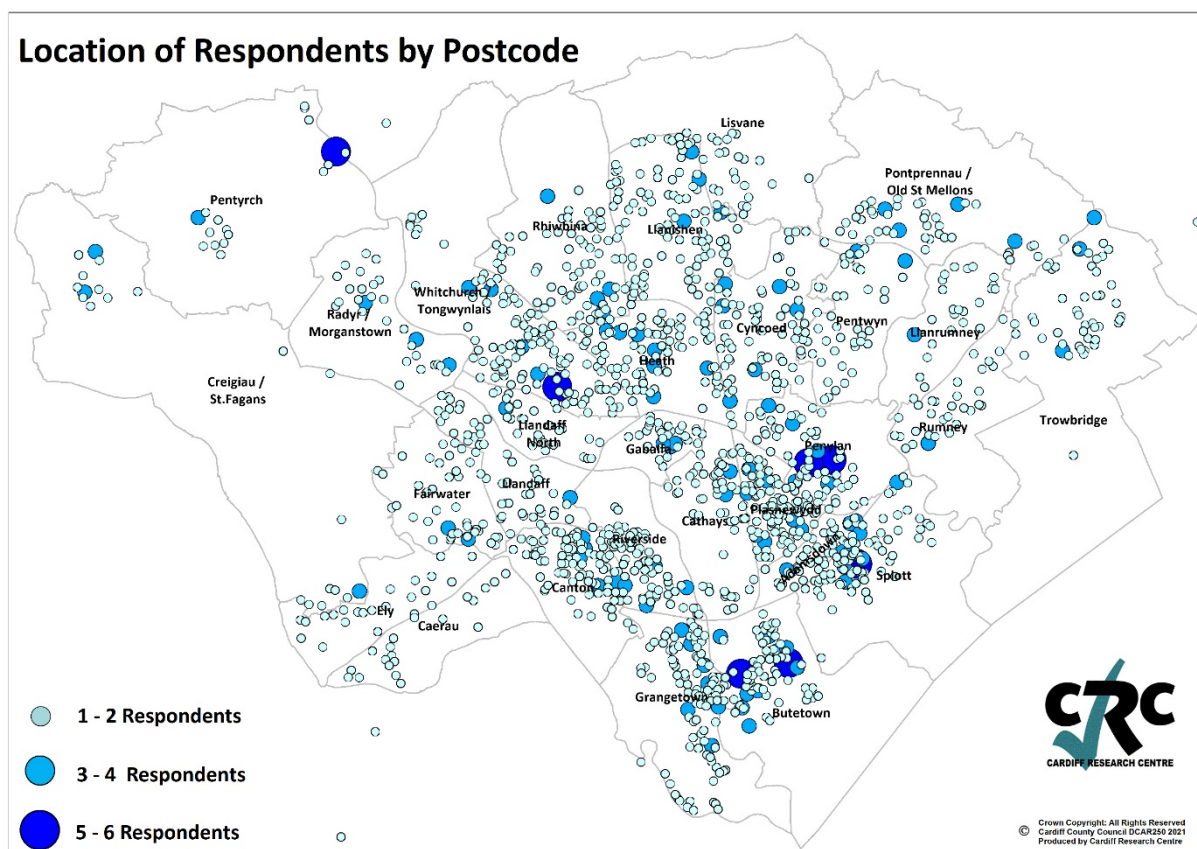 Location of Respondents by Postcode
Lisvane
Pontprennau /
Old St Mellons
Pentyrch
Rhiwbina
Llanishen
Whitchurch /
Tongwynlais
Radyr /
Morganstown
Cyncoed
Pentwyn
Llanrumney
Heath
Creigiau /
St.Fagans
Trowbridge
Llandaff
North
Rumney
Gabalfa
Penylan
Llandaff
Fairwater
Plasnewydd
Cathays
Riverside
Adamsdown
Splott
Canton
Ely
Caerau
Grangetown
Butetown
1 - 2 Respondents
3 - 4 Respondents
5 - 6 Respondents
CRC
CARDIFF RESEARCH CENTRE
© Crown Copyright: All Rights Reserved
Cardiff County Council DCAR250 2021
Produced by Cardiff Research Centre